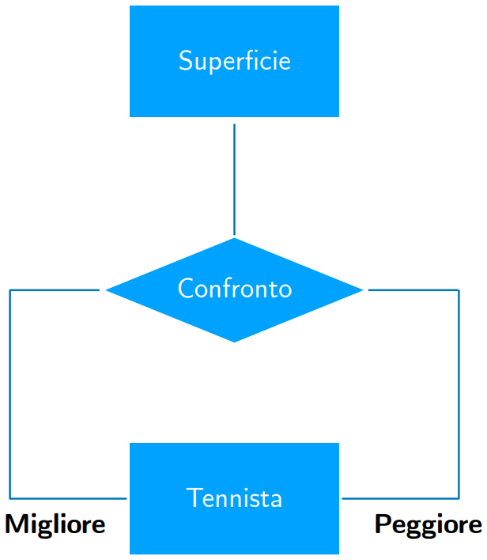 Superficie
Confronto
Tennista
Migliore
Peggiore